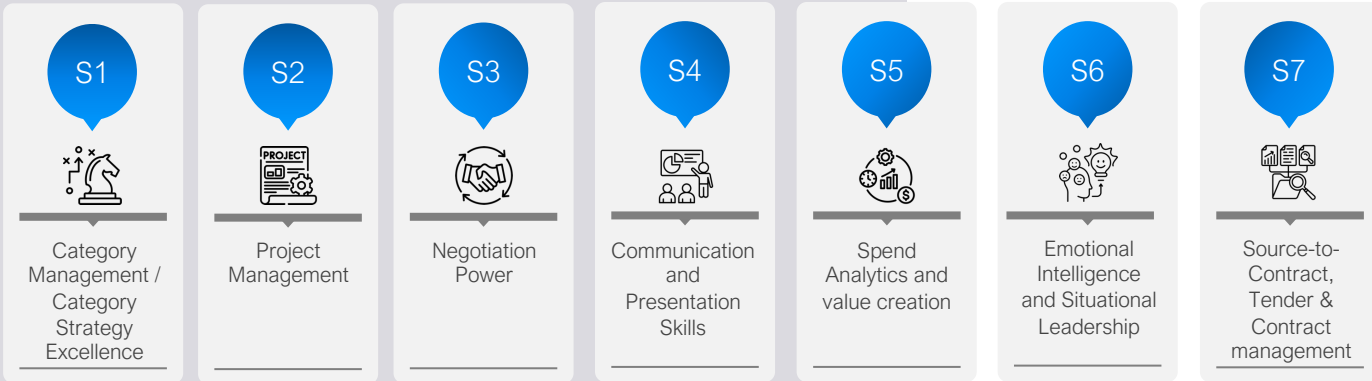 S1
Category
Management /
Category
Strategy
Excellence
S2
PROJECT
Project
Management
S3
Negotiation
Power
S4
Communication
and
Presentation
Skills
S5
$
Spend
Analytics and
value creation
S6
Emotional
Intelligence
and Situational
Leadership
S7
Source-to-
Contract,
Tender &
Contract
management